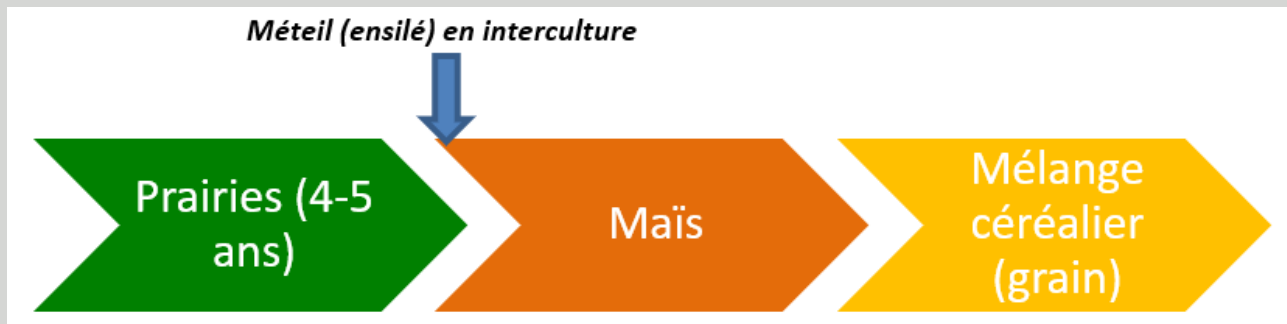 Méteil (ensilé) en interculture
Prairies (4-5
ans)
Maïs
Mélange
céréalier
(grain)